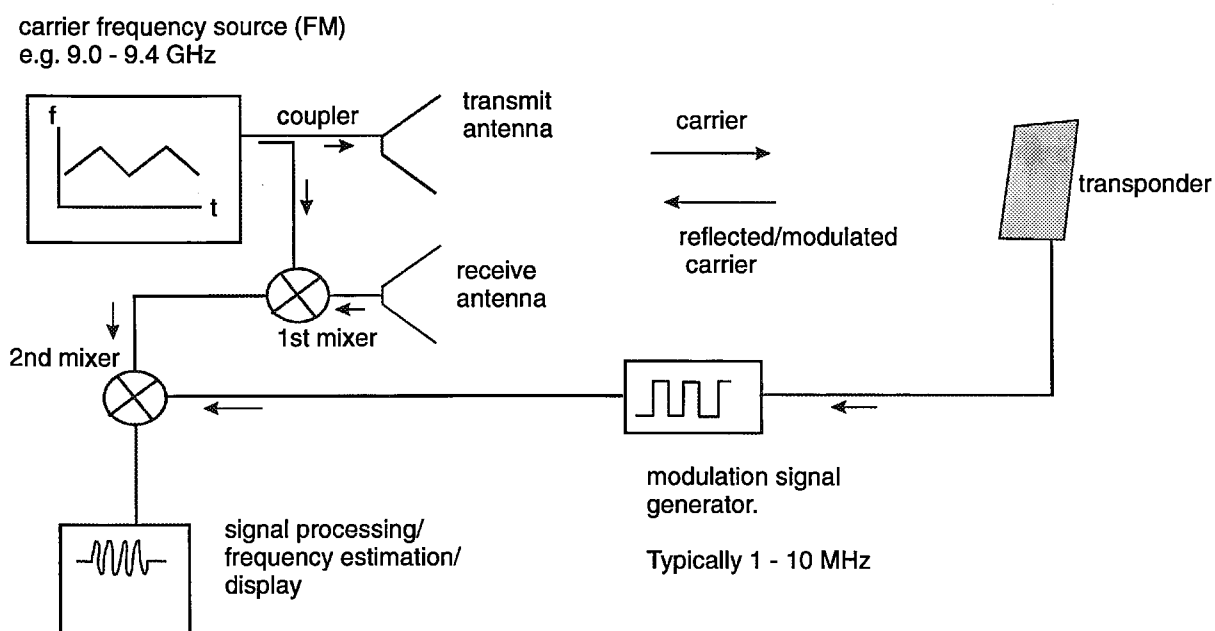 carrier frequency source (FM)
e.g. 9.0 - 9.4 GHz
f
t
coupler
transmit
antenna
carrier
transponder
reflected/modulated
carrier
receive
antenna
1st mixer
2nd mixer
modulation signal
generator.
Typically 1 - 10 MHz
signal processing/
frequency estimation/
display